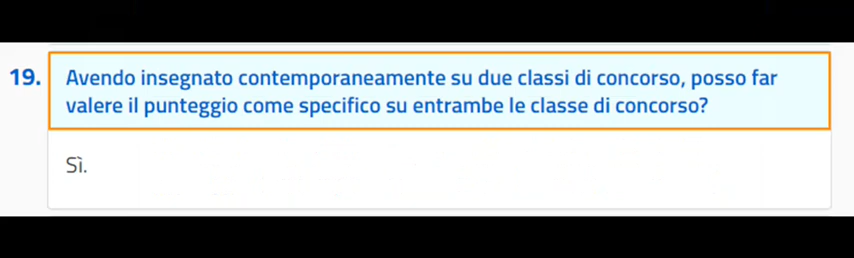 19. Avendo insegnato contemporaneamente su due classi di concorso, posso far
valere il punteggio come specifico su entrambe le classe di concorso?
Sì.